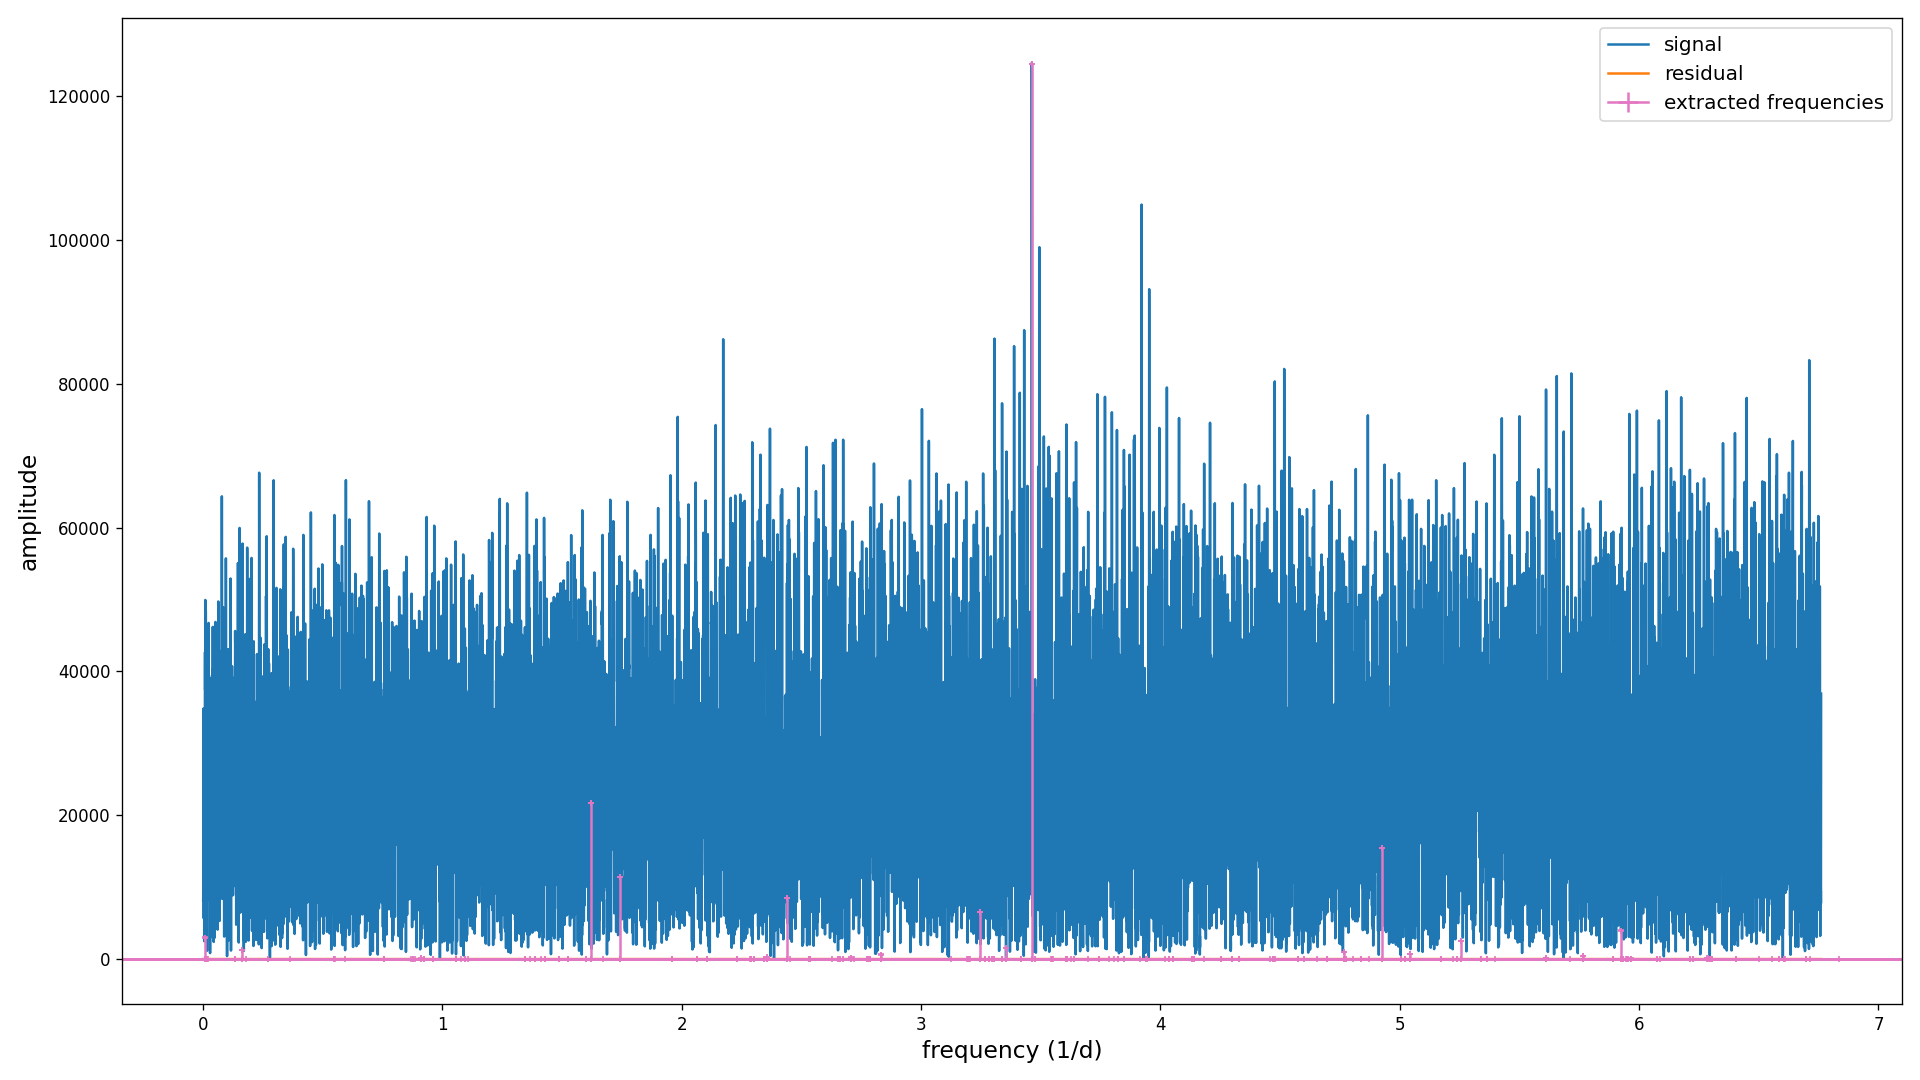 signal
residual
extracted frequencies
120000
100000
80000
60000
40000
20000
0
amplitude
0 1 2 3 4 5 6 7
frequency (1/d)